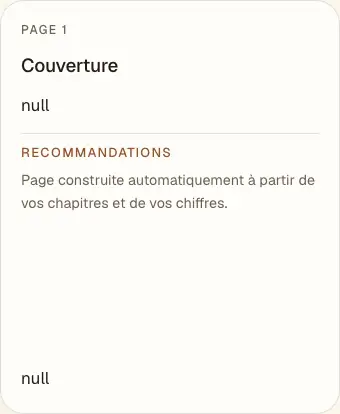 PAGE 1
Couverture
null
RECOMMANDATIONS
Page construite automatiquement à partir de
vos chapitres et de vos chiffres.
null